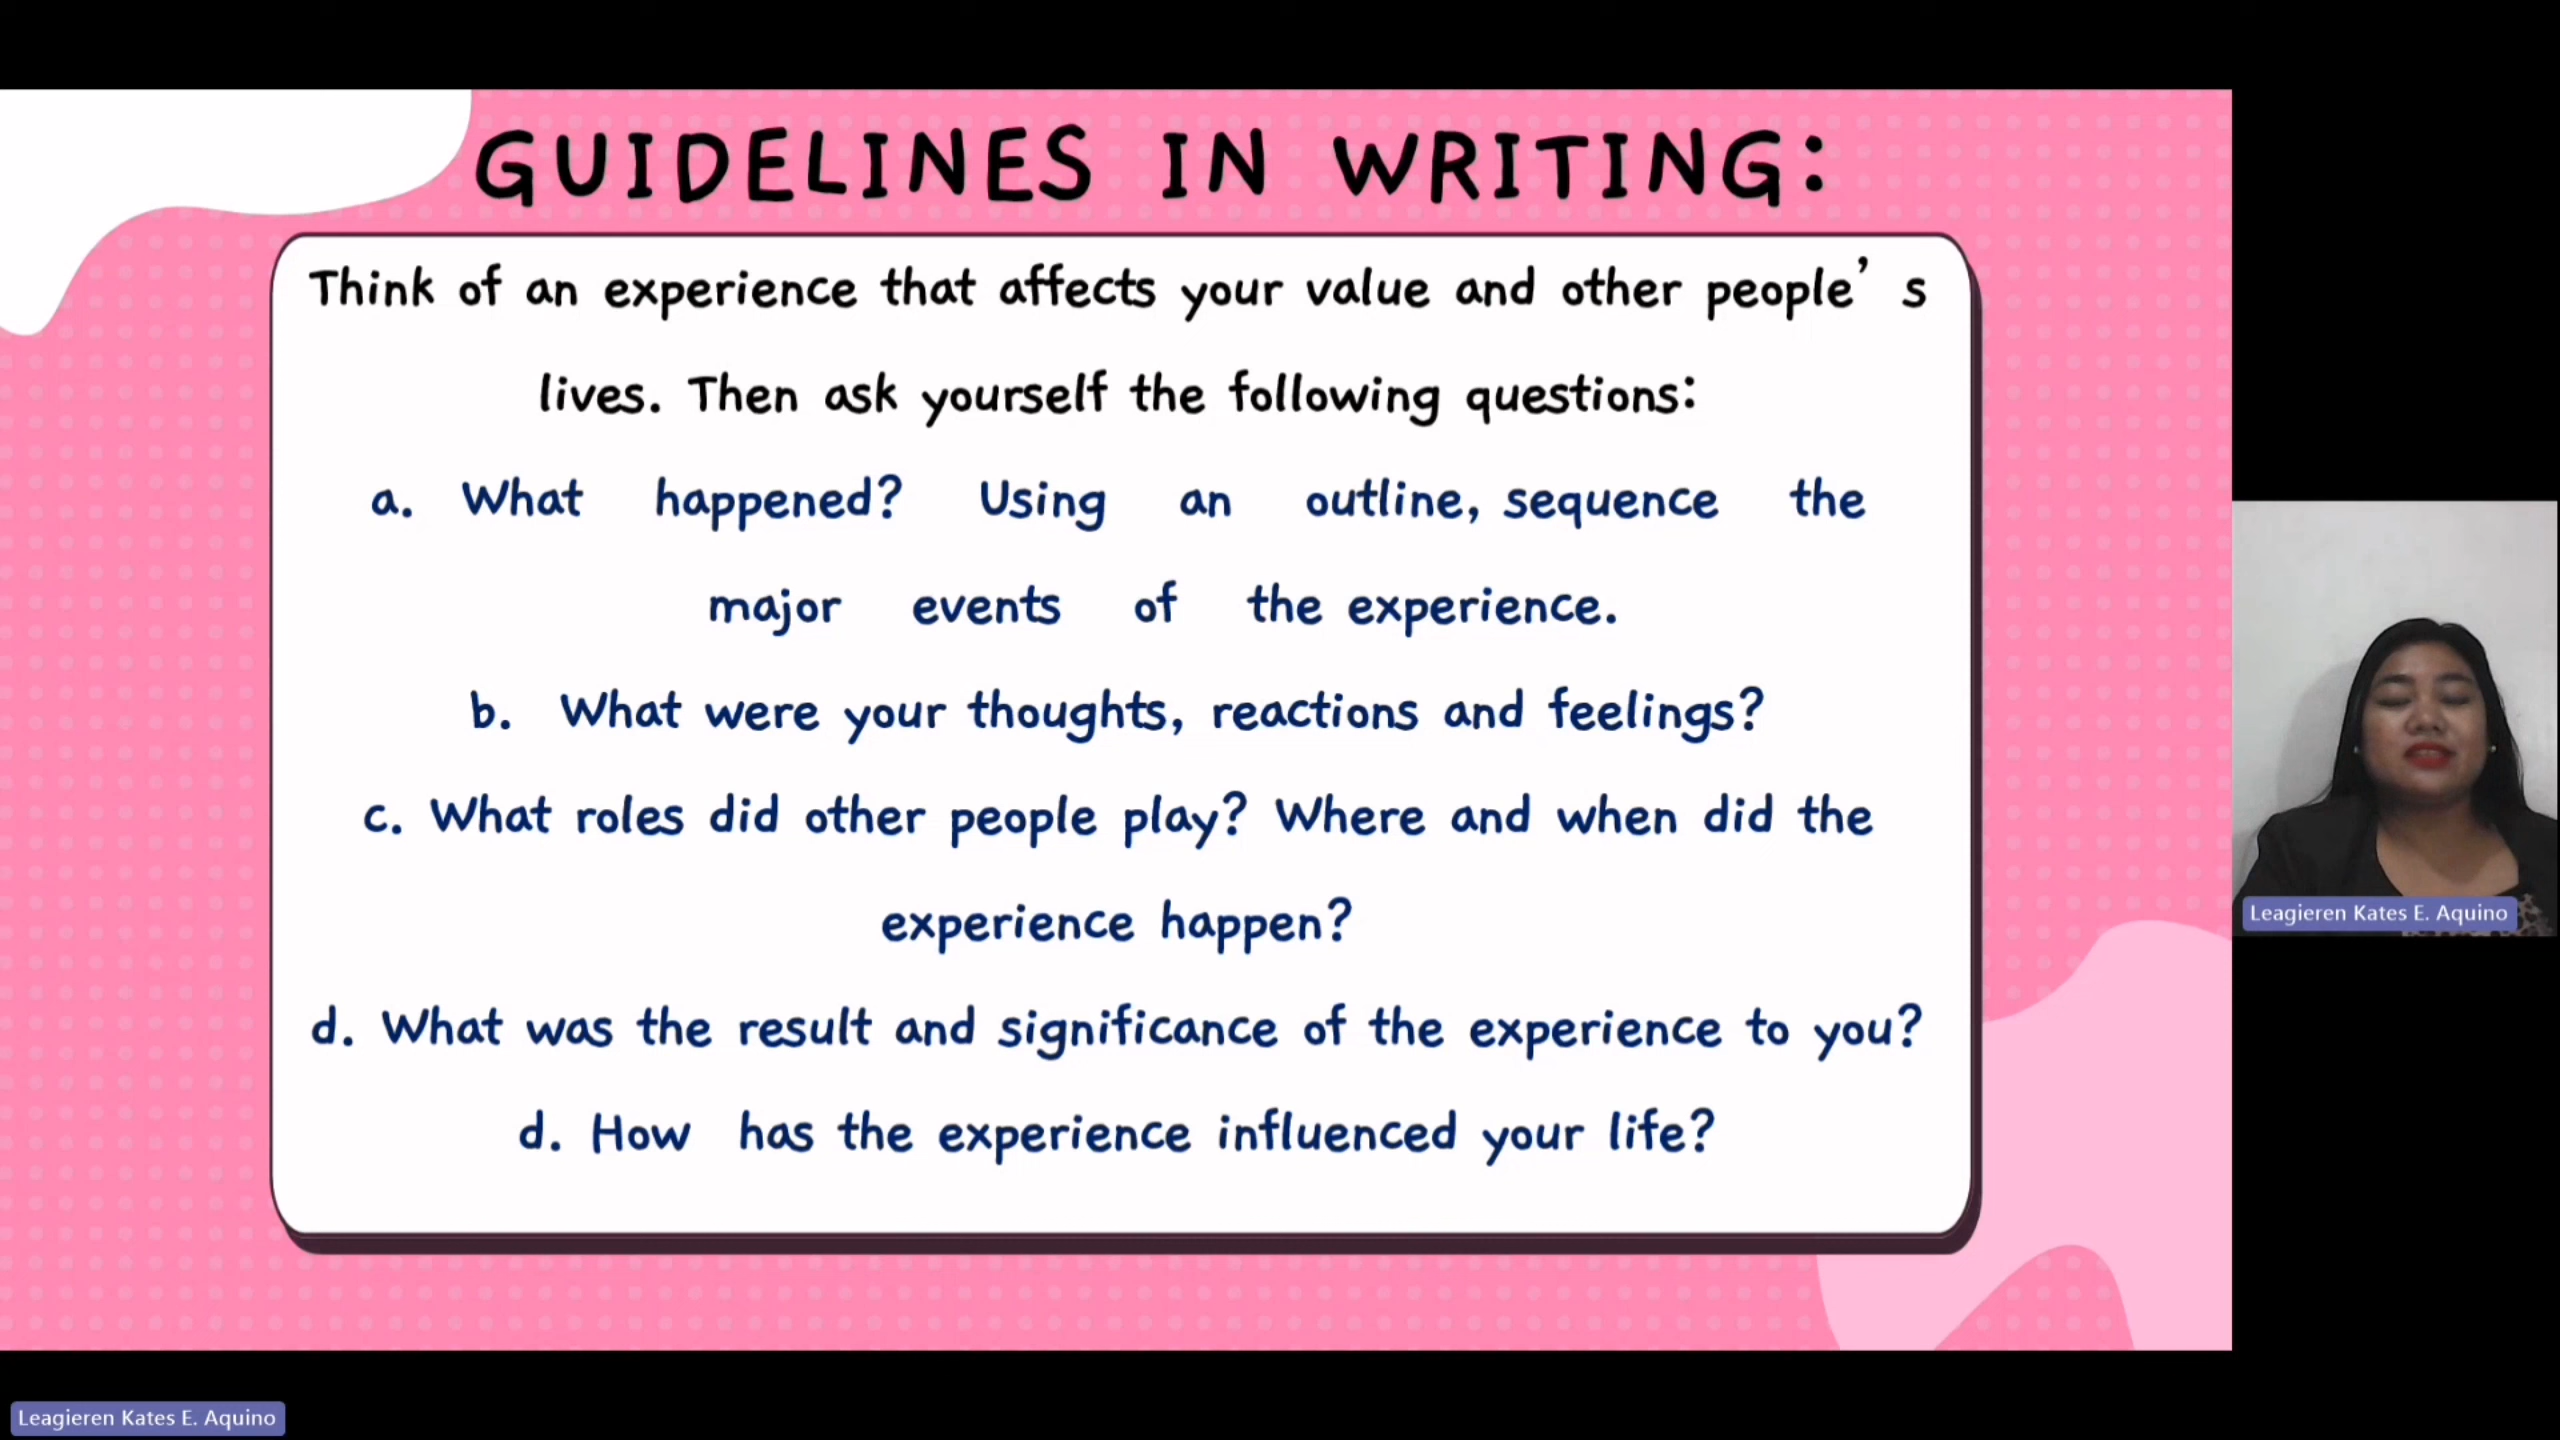 GUIDELINES IN WRITING:
Think of an experience that affects your value and other people’ s
lives. Then ask yourself the following questions:
a. What happened? Using an outline, sequence the
major events of the experience.
b. What were your thoughts, reactions and feelings?
c. What roles did other people play? Where and when did the
experience happen?
d. What was the result and significance of the experience to you?
d. How has the experience influenced your life?
Leagieren Kates E. Aquino
Leagieren Kates E. Aquino